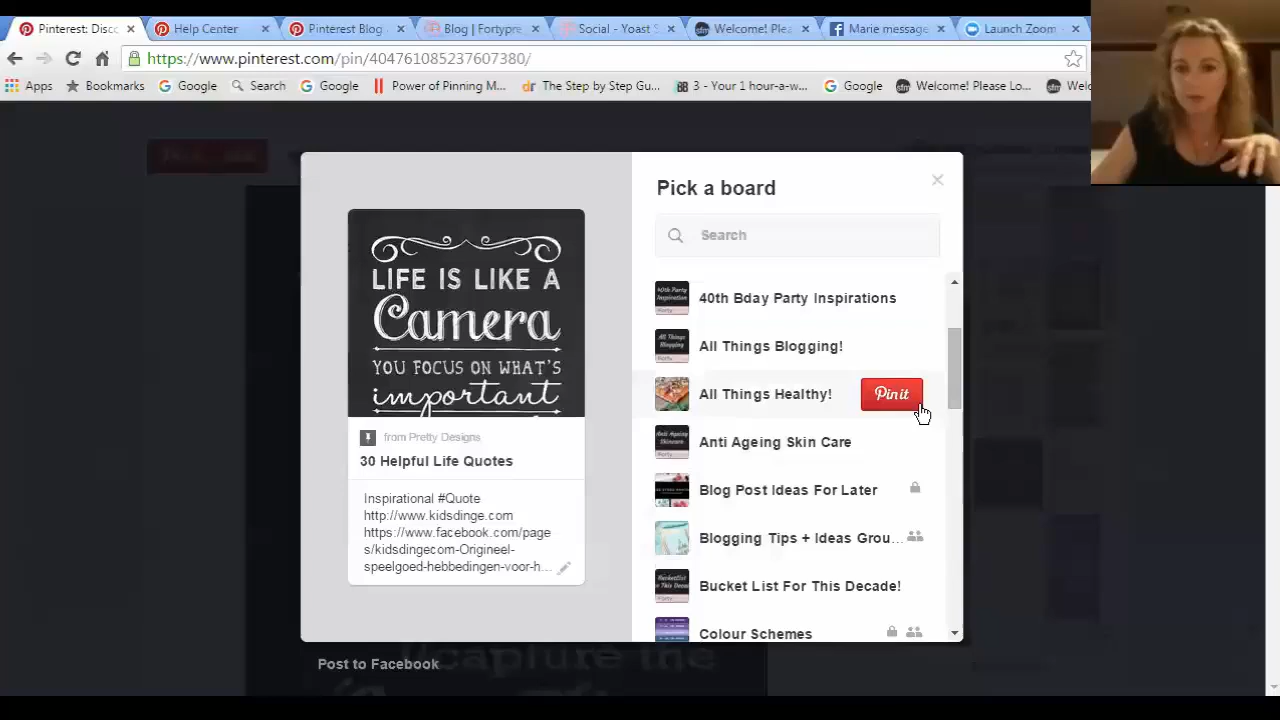 Pinterest: Disc
Help Center
Pinterest Blog
Blog | Fortypre
Social - Yoast S
Welcome! Plea
Marie message
Launch Zoom
https://www.pinterest.com/pin/404761085237607380/
Apps
Bookmarks
Google
Search
Google
Power of Pinning M...
The Step by Step Gu...
3 - Your 1 hour-a-w...
Google
Welcome! Please Lo...
LIFE IS LIKE A
Camera
YOU FOCUS ON WHAT'S
important
from Pretty Designs
30 Helpful Life Quotes
Inspirational #Quote
http://www.kidsdinge.com
https://www.facebook.com/page
s/kidsdingecom-Origineel-
speelgoed-hebbedingen-voor-h...
Pick a board
Search
40th Bday Party Inspirations
All Things Blogging!
All Things Healthy!
Pin it
Anti Ageing Skin Care
Blog Post Ideas For Later
Blogging Tips + Ideas Grou...
Bucket List For This Decade!
Colour Schemes
Post to Facebook
capture the